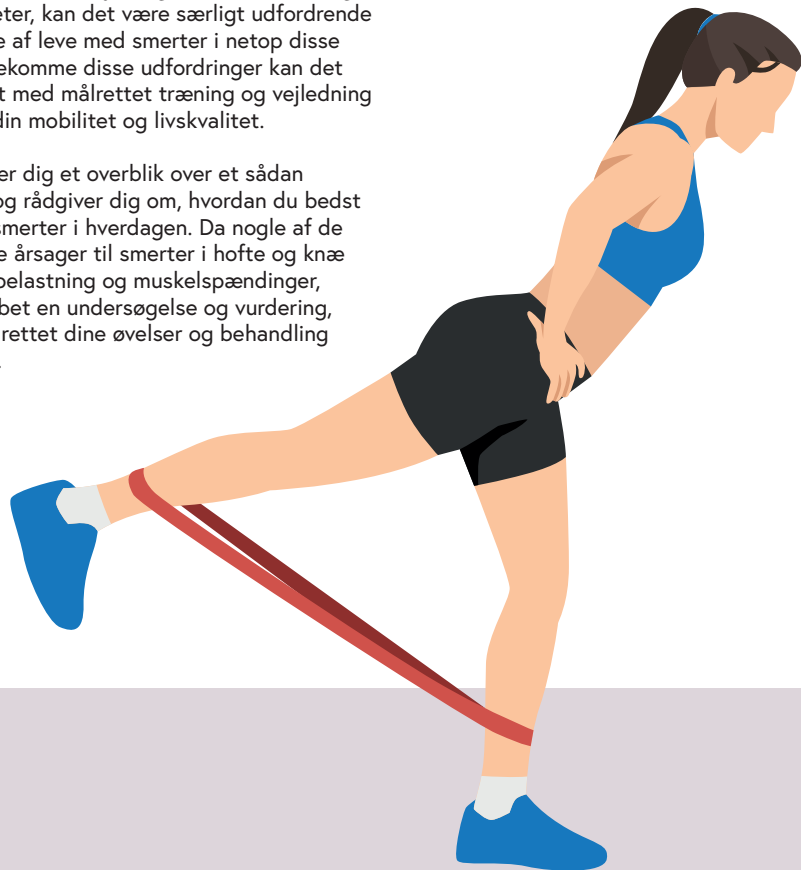 eter, kan det være særligt udfordrende
e af leve med smerter i netop disse
ekomme disse udfordringer kan det
t med målrettet træning og vejledning
din mobilitet og livskvalitet.
er dig et overblik over et sådan
og rådgiver dig om, hvordan du bedst
smerter i hverdagen. Da nogle af de
e årsager til smerter i hofte og knæ
belastning og muskelspændinger,
bet en undersøgelse og vurdering,
rettet dine øvelser og behandling
.